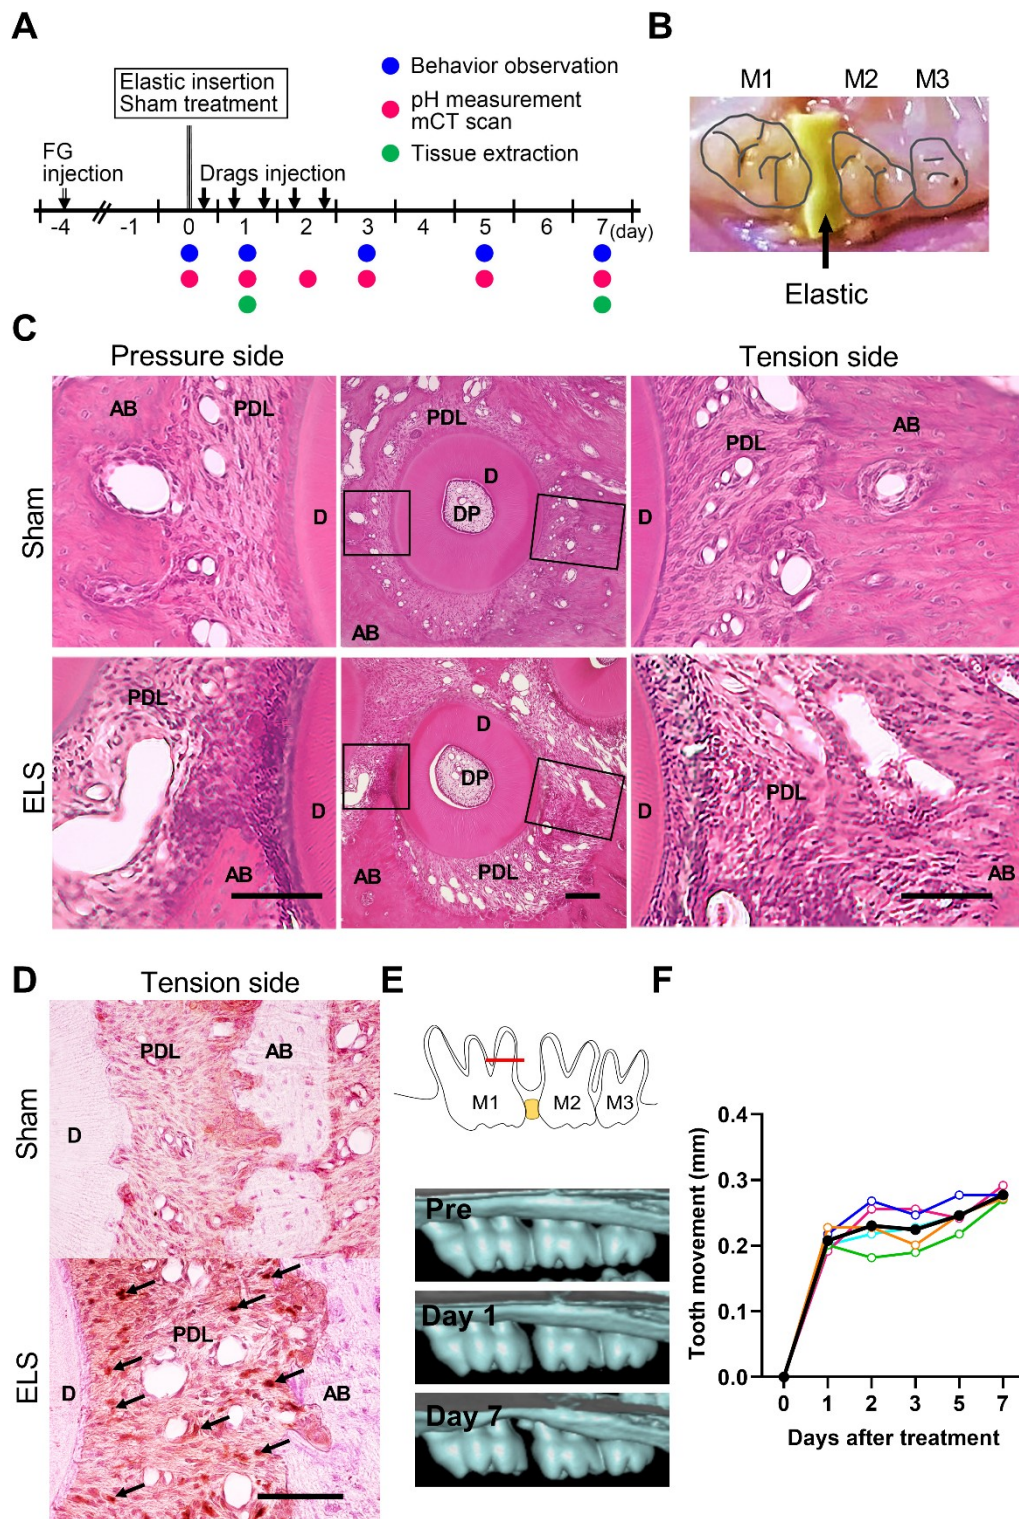 A
Elastic insertion
Sham treatment
Behavior observation
pH measurement
mCT scan
Tissue extraction
FG
injection
Drags injection
-4 -1 0 1 2 3 4 5 6 7 (day)
B
M1 M2 M3
Elastic
C
Pressure side
Tension side
Sham
AB PDL D
PDL D DP AB
PDL AB D
ELS
PDL D AB
D DP AB PDL
D PDL AB
D
Tension side
Sham
PDL AB D
ELS
PDL D AB
E
M1 M2 M3
Pre
Day 1
Day 7
F
Tooth movement (mm)
0.4
0.3
0.2
0.1
0.0
0 1 2 3 5 7
Days after treatment